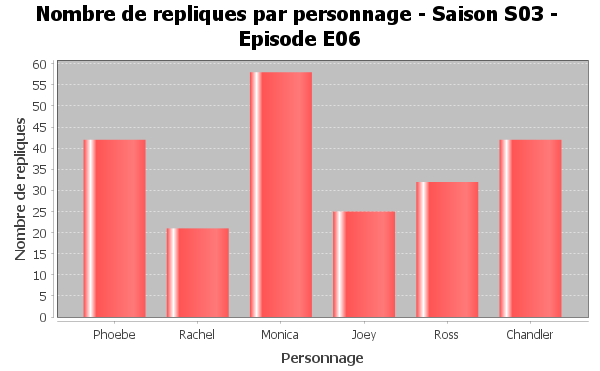 Nombre de repliques par personnage - Saison S03 -
Episode E06
Nombre de repliques
60
55
50
45
40
35
30
25
20
15
10
5
0
Phoebe Rachel Monica Joey Ross Chandler
Personnage